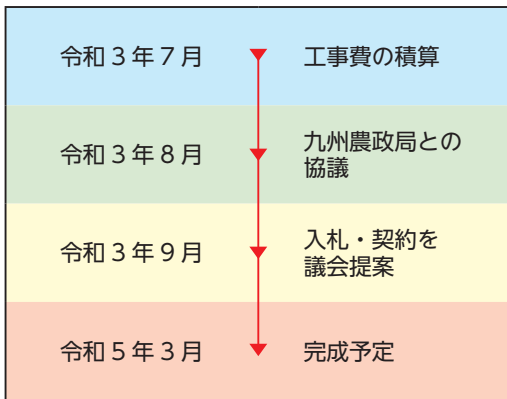 令和３年７月
工事費の積算
令和３年８月
九州農政局との
協議
令和３年９月
入札・契約を
議会提案
令和５年３月
完成予定